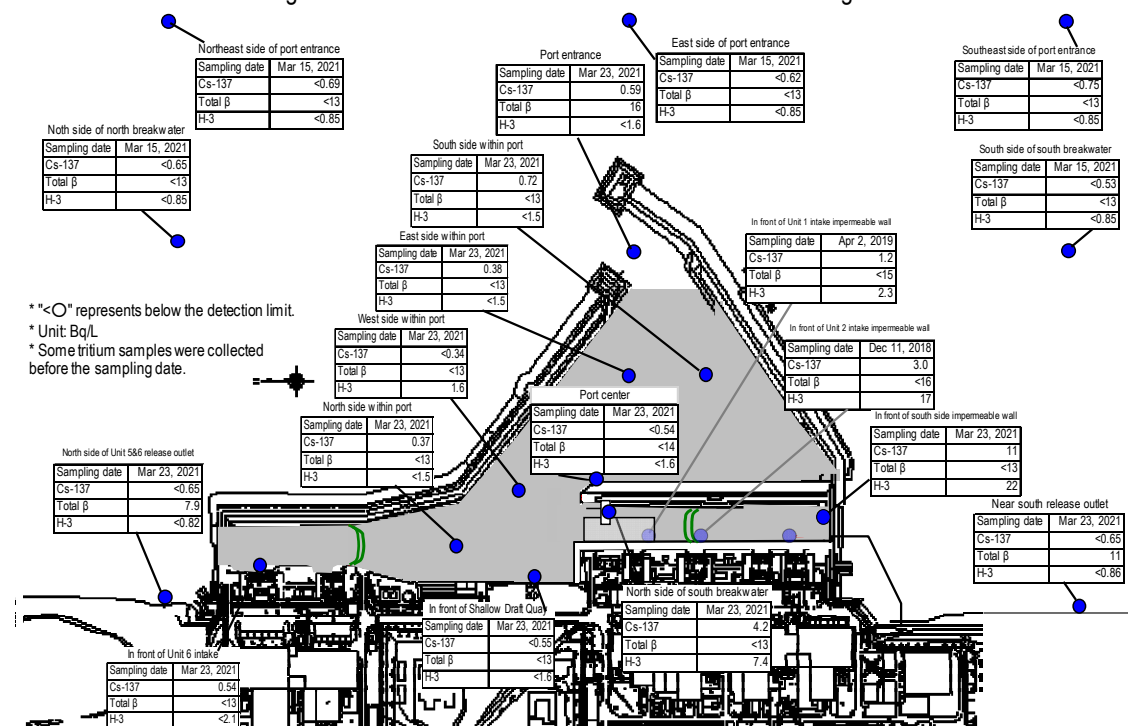 Northeast side of port entrance
Sampling date Mar 15, 2021
Cs-137 <0.69
Total β <13
H-3 <0.85
Port entrance
Sampling date Mar 23, 2021
Cs-137 0.59
Total β 16
H-3 <1.6
East side of port entrance
Sampling date Mar 15, 2021
Cs-137 <0.62
Total β <13
H-3 <0.85
Southeast side of port entrance
Sampling date Mar 15, 2021
Cs-137 <0.75
Total β <13
H-3 <0.85
Noth side of north breakwater
Sampling date Mar 15, 2021
Cs-137 <0.65
Total β <13
H-3 <0.85
South side within port
Sampling date Mar 23, 2021
Cs-137 0.72
Total β <13
H-3 <1.5
South side of south breakwater
Sampling date Mar 15, 2021
Cs-137 <0.53
Total β <13
H-3 <0.85
East side within port
Sampling date Mar 23, 2021
Cs-137 0.38
Total β <13
H-3 <1.5
In front of Unit 1 intake impermeable wall
Sampling date Apr 2, 2019
Cs-137 1.2
Total β <15
H-3 2.3
* "<○" represents below the detection limit.
* Unit: Bq/L
* Some tritium samples were collected
before the sampling date.
West side within port
Sampling date Mar 23, 2021
Cs-137 <0.34
Total β <13
H-3 1.6
In front of Unit 2 intake impermeable wall
Sampling date Dec 11, 2018
Cs-137 3.0
Total β <16
H-3 17
Port center
Sampling date Mar 23, 2021
Cs-137 <0.54
Total β <14
H-3 <1.6
North side within port
Sampling date Mar 23, 2021
Cs-137 0.37
Total β <13
H-3 <1.5
In front of south side impermeable wall
Sampling date Mar 23, 2021
Cs-137 11
Total β <13
H-3 22
North side of Unit 5&6 release outlet
Sampling date Mar 23, 2021
Cs-137 <0.65
Total β 7.9
H-3 <0.82
Near south release outlet
Sampling date Mar 23, 2021
Cs-137 <0.65
Total β 11
H-3 <0.86
In front of Shallow Draft Quay
Sampling date Mar 23, 2021
Cs-137 <0.55
Total β <13
H-3 <1.6
North side of south breakwater
Sampling date Mar 23, 2021
Cs-137 4.2
Total β <13
H-3 7.4
In front of Unit 6 intake
Sampling date Mar 23, 2021
Cs-137 0.54
Total β <13
H-3 <2.1